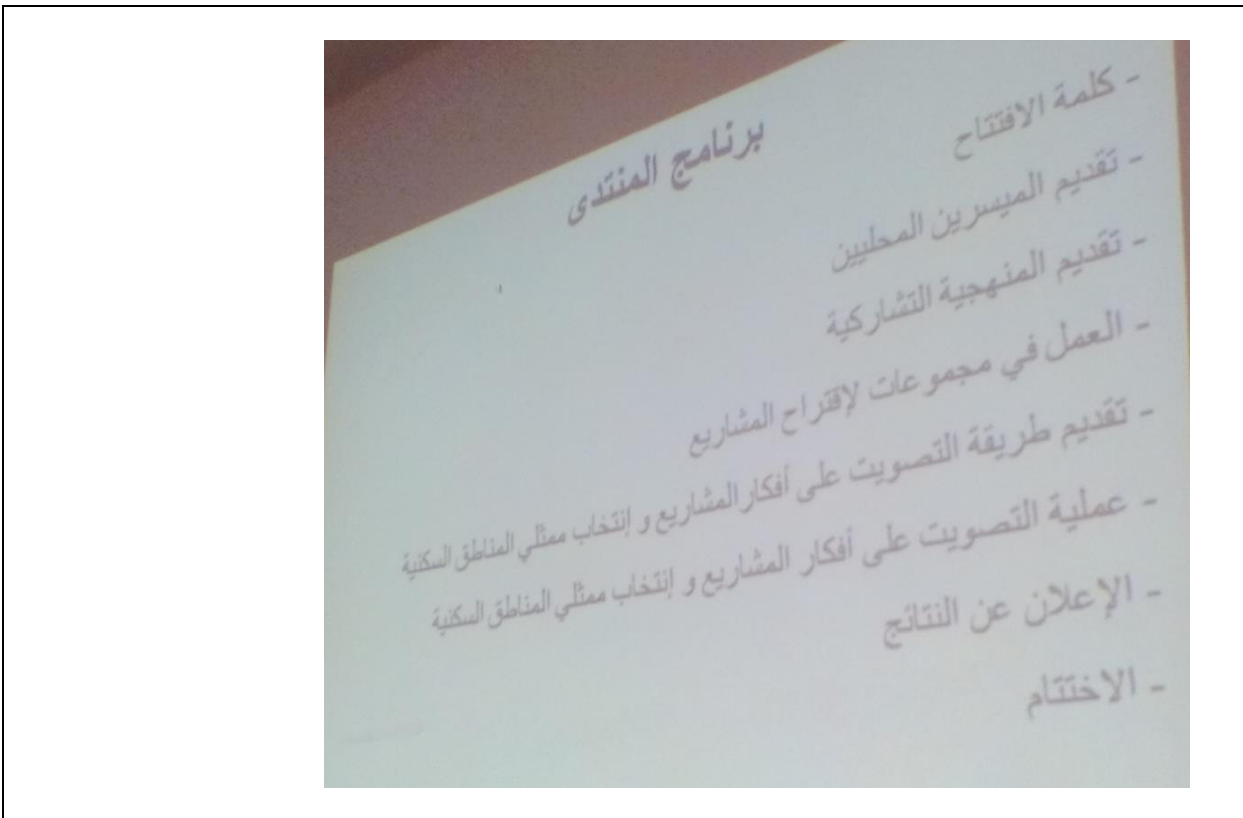 برنامج المنتدى
- كلمة الافتتاح
- تقديم الميسرين المحليين
- تقديم المنهجية التشاركية
- العمل في مجموعات لإقتراح المشاريع
- تقديم طريقة التصويت على أفكار المشاريع و إنتخاب ممثلي المناطق السكنية
- عملية التصويت على أفكار المشاريع و إنتخاب ممثلي المناطق السكنية
- الإعلان عن النتائج
- الاختتام